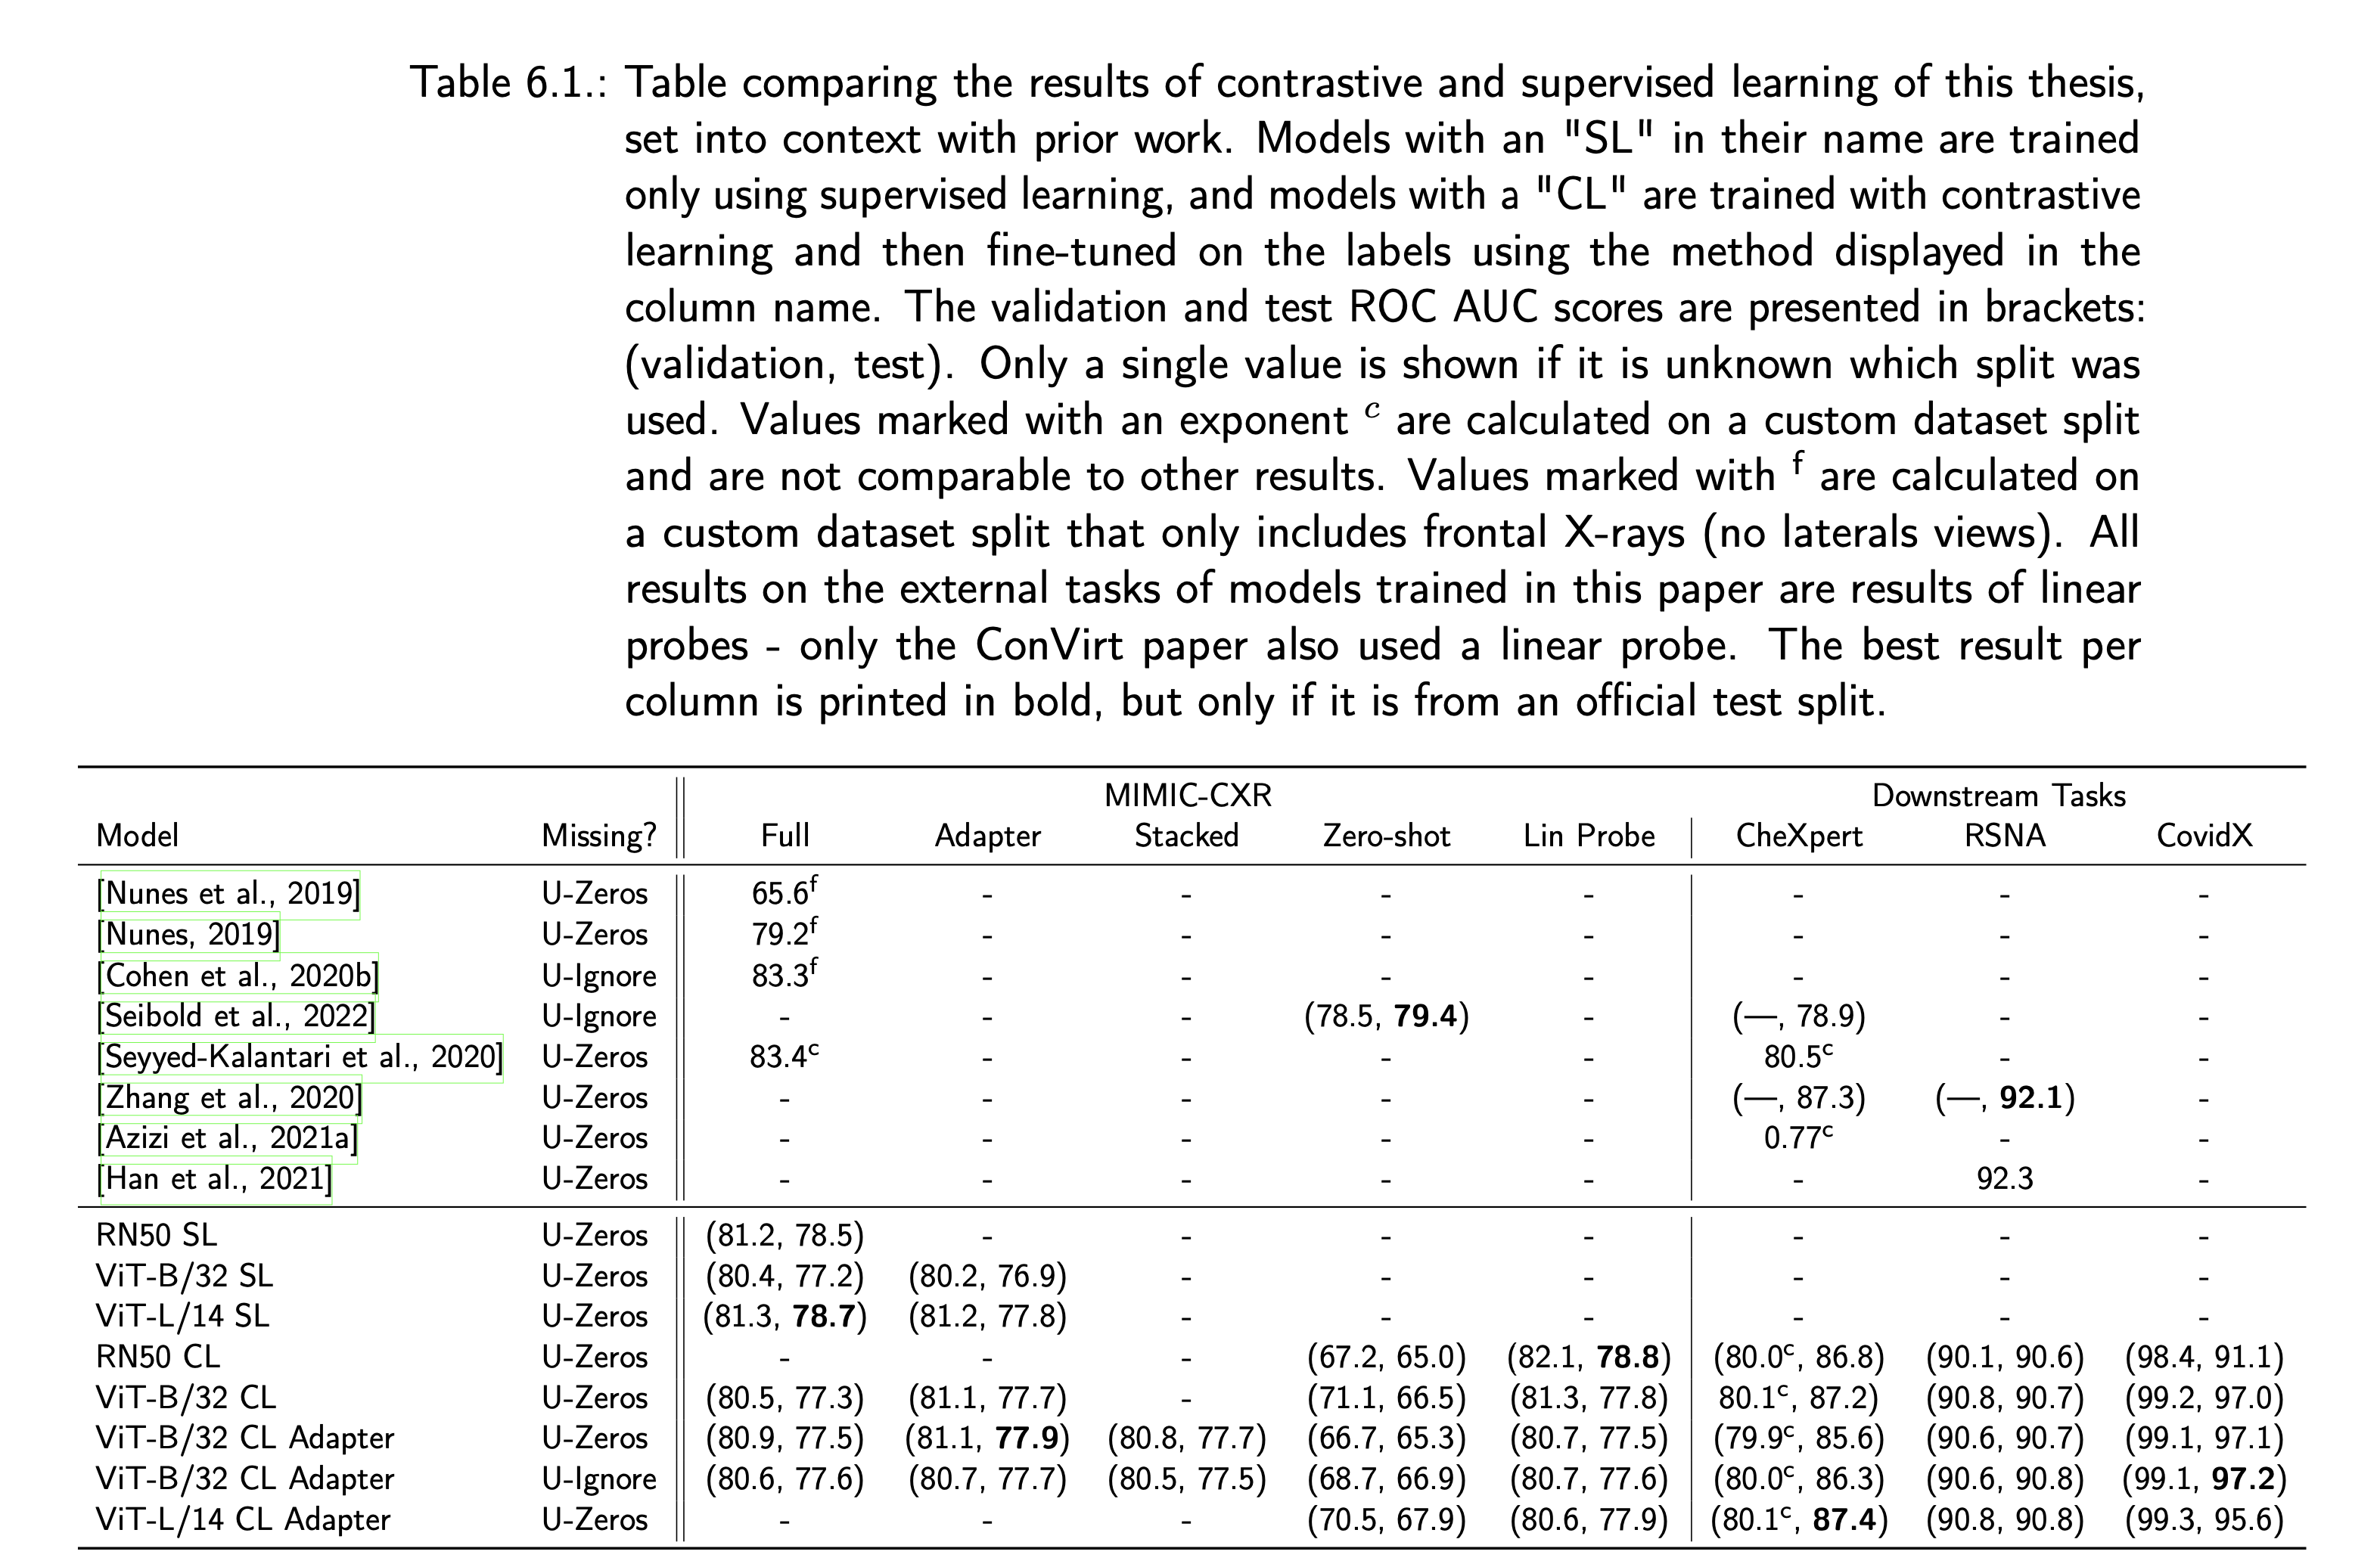 Table 6.1.: Table comparing the results of contrastive and supervised learning of this thesis,
set into context with prior work. Models with an "SL" in their name are trained
only using supervised learning, and models with a "CL" are trained with contrastive
learning and then fine-tuned on the labels using the method displayed in the
column name. The validation and test ROC AUC scores are presented in brackets:
(validation, test). Only a single value is shown if it is unknown which split was
used. Values marked with an exponent ᶜ are calculated on a custom dataset split
and are not comparable to other results. Values marked with ᶠ are calculated on
a custom dataset split that only includes frontal X-rays (no laterals views). All
results on the external tasks of models trained in this paper are results of linear
probes - only the ConVirt paper also used a linear probe. The best result per
column is printed in bold, but only if it is from an official test split.
MIMIC-CXR Downstream Tasks
Model Missing? Full Adapter Stacked Zero-shot Lin Probe CheXpert RSNA CovidX
[Nunes et al., 2019] U-Zeros 65.6ᶠ - - - - - - -
[Nunes, 2019] U-Zeros 79.2ᶠ - - - - - - -
[Cohen et al., 2020b] U-Ignore 83.3ᶠ - - - - - - -
[Seibold et al., 2022] U-Ignore - - - (78.5, 79.4) - (—, 78.9) - -
[Seyyed-Kalantari et al., 2020] U-Zeros 83.4ᶜ - - - - 80.5ᶜ - -
[Zhang et al., 2020] U-Zeros - - - - - (—, 87.3) (—, 92.1) -
[Azizi et al., 2021a] U-Zeros - - - - - 0.77ᶜ - -
[Han et al., 2021] U-Zeros - - - - - - 92.3 -
RN50 SL U-Zeros (81.2, 78.5) - - - - - - -
ViT-B/32 SL U-Zeros (80.4, 77.2) (80.2, 76.9) - - - - - -
ViT-L/14 SL U-Zeros (81.3, 78.7) (81.2, 77.8) - - - - - -
RN50 CL U-Zeros - - - (67.2, 65.0) (82.1, 78.8) (80.0ᶜ, 86.8) (90.1, 90.6) (98.4, 91.1)
ViT-B/32 CL U-Zeros (80.5, 77.3) (81.1, 77.7) - (71.1, 66.5) (81.3, 77.8) 80.1ᶜ, 87.2) (90.8, 90.7) (99.2, 97.0)
ViT-B/32 CL Adapter U-Zeros (80.9, 77.5) (81.1, 77.9) (80.8, 77.7) (66.7, 65.3) (80.7, 77.5) (79.9ᶜ, 85.6) (90.6, 90.7) (99.1, 97.1)
ViT-B/32 CL Adapter U-Ignore (80.6, 77.6) (80.7, 77.7) (80.5, 77.5) (68.7, 66.9) (80.7, 77.6) (80.0ᶜ, 86.3) (90.6, 90.8) (99.1, 97.2)
ViT-L/14 CL Adapter U-Zeros - - - (70.5, 67.9) (80.6, 77.9) (80.1ᶜ, 87.4) (90.8, 90.8) (99.3, 95.6)